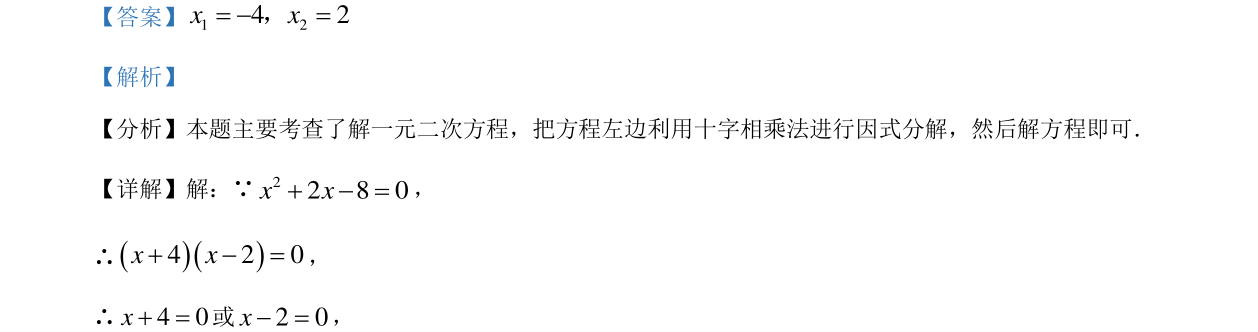 【答案】x₁ = −4，x₂ = 2
【解析】
【分析】本题主要考查了解一元二次方程，把方程左边利用十字相乘法进行因式分解，然后解方程即可．
【详解】解：∵ x² + 2x − 8 = 0，
∴ (x + 4)(x − 2) = 0，
∴ x + 4 = 0 或 x − 2 = 0，